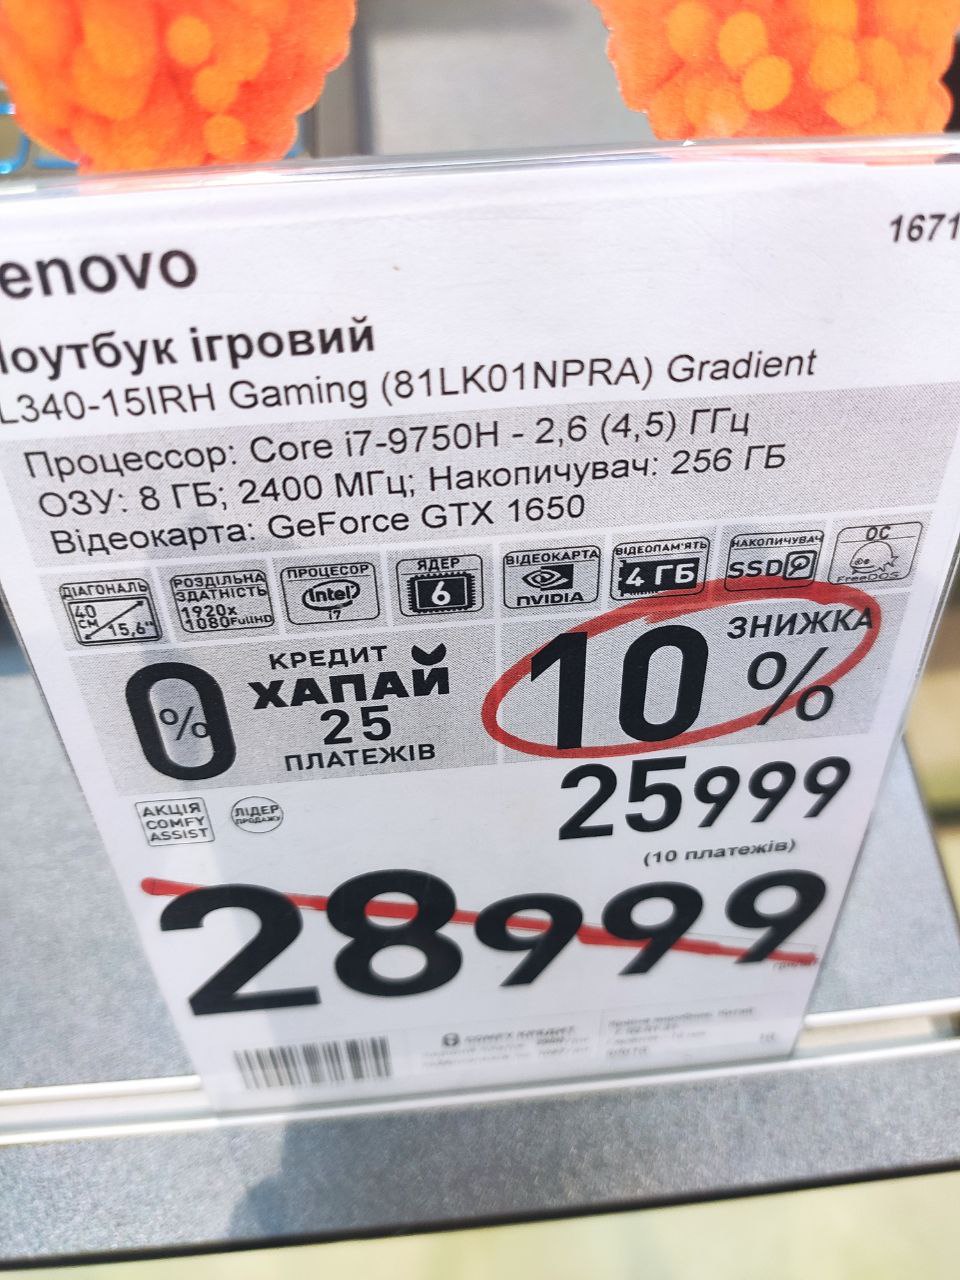 enovo
1671
оутбук ігровий
L340-15IRH Gaming (81LK01NPRA) Gradient
Процессор: Core i7-9750H - 2,6 (4,5) ГГц
ОЗУ: 8 ГБ; 2400 МГц; Накопичувач: 256 ГБ
Відеокарта: GeForce GTX 1650
ДІАГОНАЛЬ
40 СМ
15,6"
РОЗДІЛЬНА ЗДАТНІСТЬ
1920x
1080FullHD
ПРОЦЕСОР
intel
i7
ЯДЕР
6
ВІДЕОКАРТА
NVIDIA
ВІДЕОПАМ'ЯТЬ
4 ГБ
НАКОПИЧУВАЧ
SSD
ОС
FreeDOS
0%
КРЕДИТ
ХАПАЙ
25
ПЛАТЕЖІВ
10%
ЗНИЖКА
АКЦІЯ
COMFY
ASSIST
ЛІДЕР
ПРОДАЖУ
25999
(10 платежів)
28999